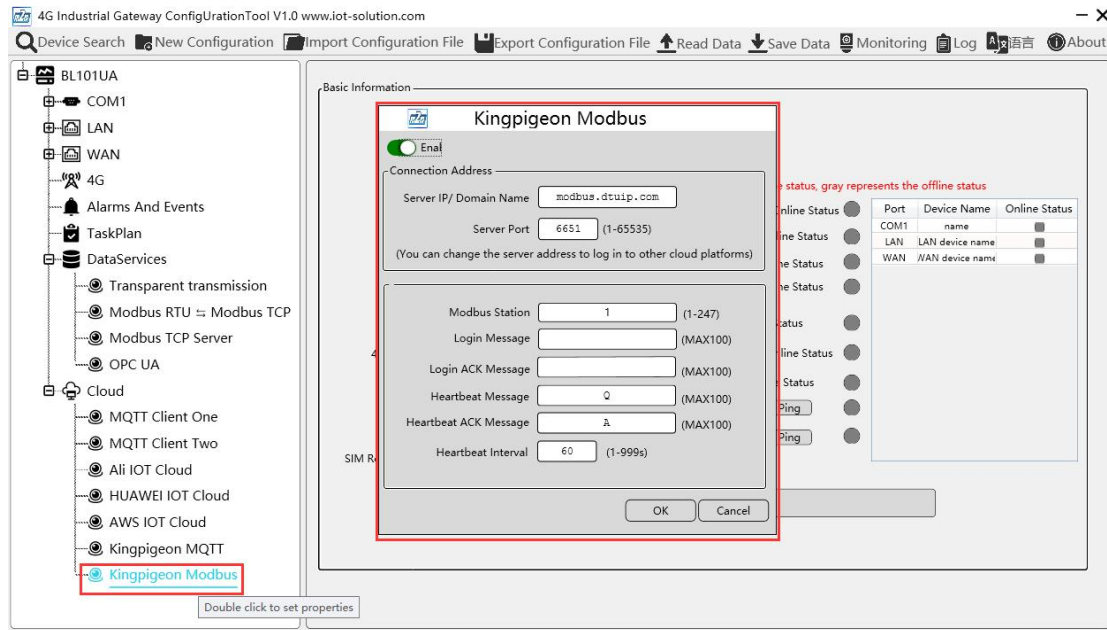 4G Industrial Gateway ConfigUrationTool V1.0 www.iot-solution.com
Device Search New Configuration Import Configuration File Export Configuration File Read Data Save Data Monitoring Log 语言 About
BL101UA
COM1
LAN
WAN
4G
Alarms And Events
TaskPlan
DataServices
Transparent transmission
Modbus RTU ⇆ Modbus TCP
Modbus TCP Server
OPC UA
Cloud
MQTT Client One
MQTT Client Two
Ali IOT Cloud
HUAWEI IOT Cloud
AWS IOT Cloud
Kingpigeon MQTT
Kingpigeon Modbus
Double click to set properties
Basic Information
Kingpigeon Modbus
Enal
Connection Address
Server IP/ Domain Name modbus.dtuip.com
Server Port 6651 (1-65535)
(You can change the server address to log in to other cloud platforms)
Modbus Station 1 (1-247)
Login Message (MAX100)
Login ACK Message (MAX100)
Heartbeat Message Q (MAX100)
Heartbeat ACK Message A (MAX100)
Heartbeat Interval 60 (1-999s)
OK Cancel
4
SIM R
status, gray represents the offline status
Status
Status
Status
Status
Status
Status
Ping
Ping
Port Device Name Online Status
COM1 name
LAN LAN device name
WAN device name